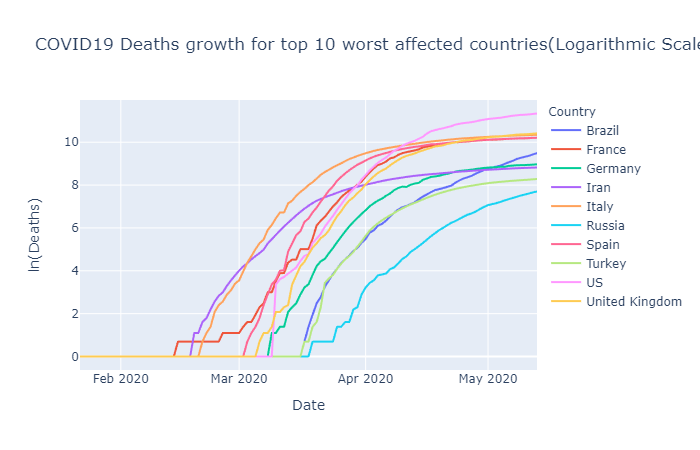 COVID19 Deaths growth for top 10 worst affected countries(Logarithmic Scale
Country
Brazil
France
Germany
Iran
Italy
Russia
Spain
Turkey
US
United Kingdom
ln(Deaths)
10
8
6
4
2
0
Feb 2020
Mar 2020
Apr 2020
May 2020
Date